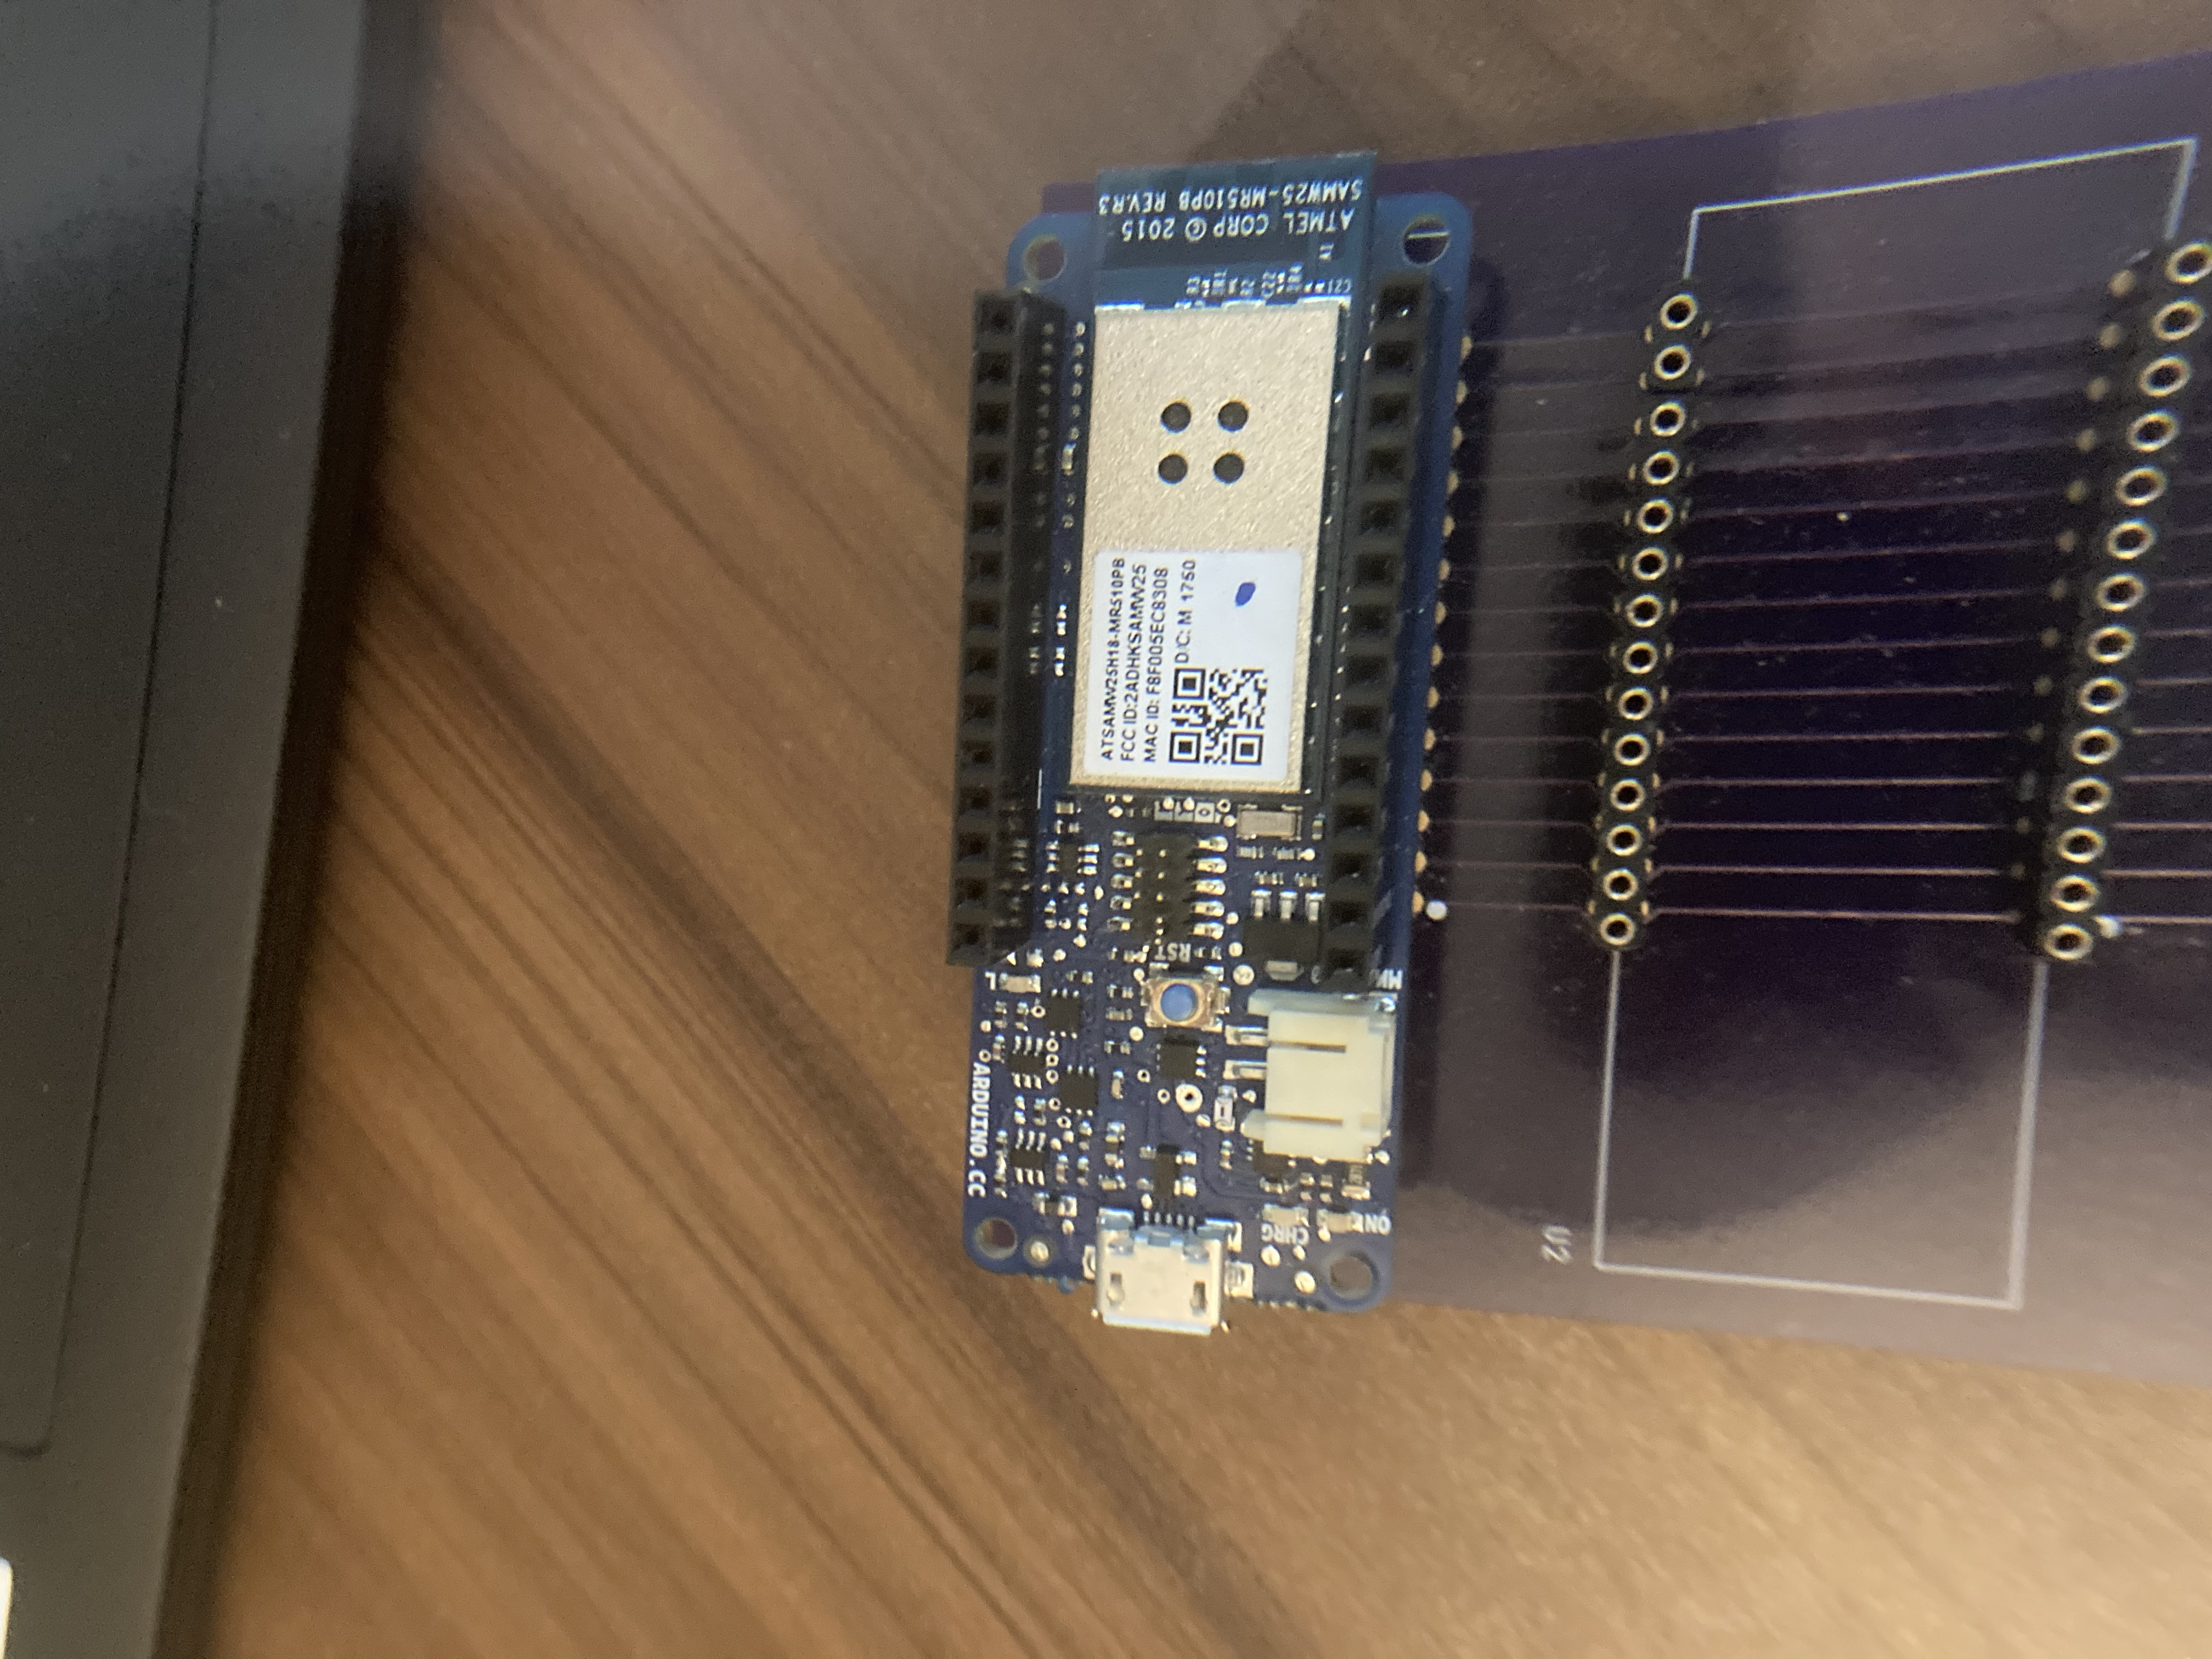 ARDUINO.CC
L
ATSAMW25H18-MR510PB
FCC ID:2ADHKSAMW25
MAC ID: F8F005EC8308
D/C: M 1750
RST
CHRG
ON
ATMEL CORP © 2015
SAMW25-MR510PB REV.R3
C22
U2